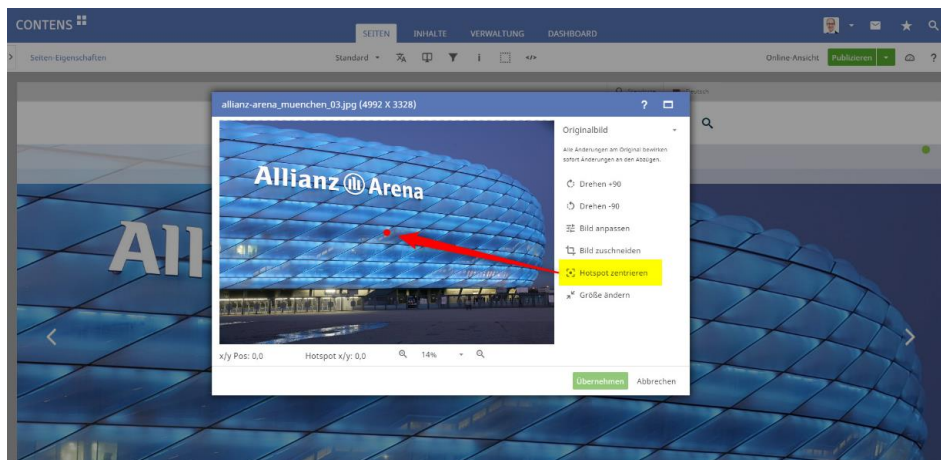 CONTENS
SEITEN INHALTE VERWALTUNG DASHBOARD
Seiten-Eigenschaften Standard Online-Ansicht Publizieren ?
allianz-arena_muenchen_03.jpg (4992 X 3328) ?
Originalbild
Alle Änderungen am Original bewirken
sofort Änderungen an den Abzügen.
Allianz Arena
Drehen +90
Drehen -90
Bild anpassen
Bild zuschneiden
Hotspot zentrieren
Größe ändern
All
x/y Pos: 0,0 Hotspot x/y: 0,0 14%
Übernehmen Abbrechen